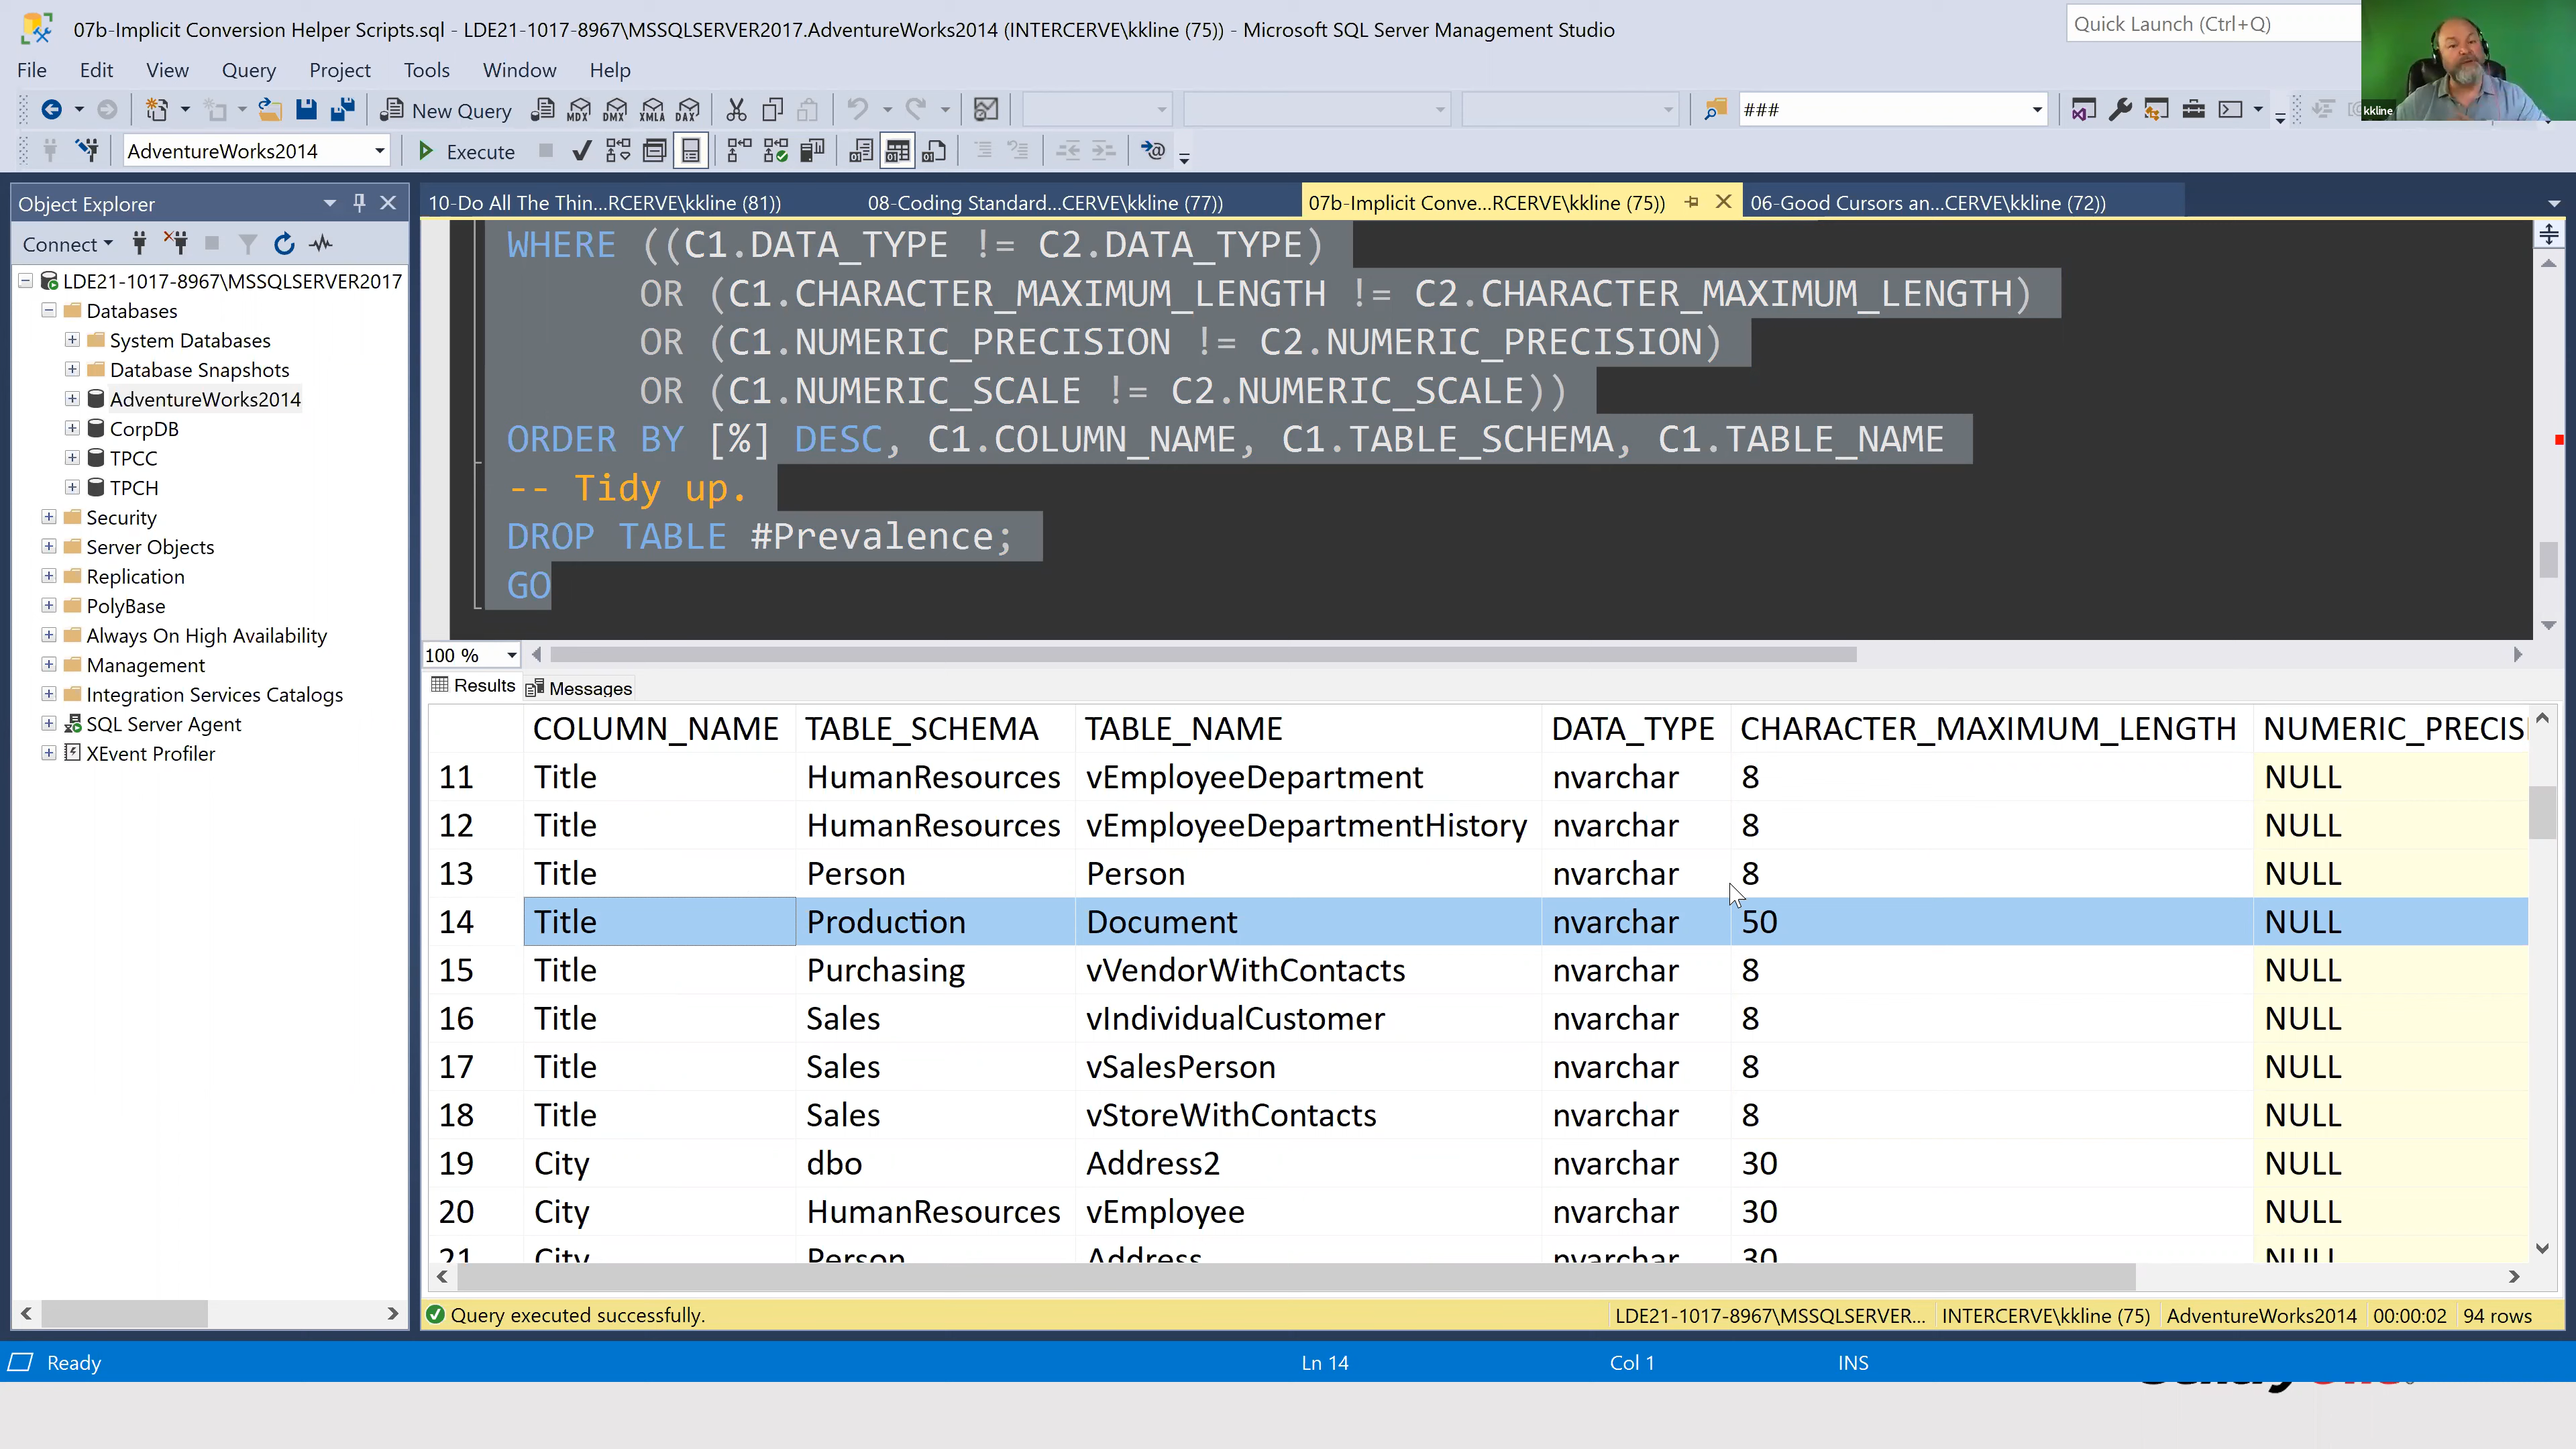 07b-Implicit Conversion Helper Scripts.sql - LDE21-1017-8967\MSSQLSERVER2017.AdventureWorks2014 (INTERCERVE\kkline (75)) - Microsoft SQL Server Management Studio
Quick Launch (Ctrl+Q)
kkline
File Edit View Query Project Tools Window Help
New Query MDX DMX XMLA DAX ###
AdventureWorks2014 Execute
Object Explorer
Connect
LDE21-1017-8967\MSSQLSERVER2017
Databases
System Databases
Database Snapshots
AdventureWorks2014
CorpDB
TPCC
TPCH
Security
Server Objects
Replication
PolyBase
Always On High Availability
Management
Integration Services Catalogs
SQL Server Agent
XEvent Profiler
10-Do All The Thin...RCERVE\kkline (81)) 08-Coding Standard...CERVE\kkline (77)) 07b-Implicit Conve...RCERVE\kkline (75)) 06-Good Cursors an...CERVE\kkline (72))
WHERE ((C1.DATA_TYPE != C2.DATA_TYPE)
OR (C1.CHARACTER_MAXIMUM_LENGTH != C2.CHARACTER_MAXIMUM_LENGTH)
OR (C1.NUMERIC_PRECISION != C2.NUMERIC_PRECISION)
OR (C1.NUMERIC_SCALE != C2.NUMERIC_SCALE))
ORDER BY [%] DESC, C1.COLUMN_NAME, C1.TABLE_SCHEMA, C1.TABLE_NAME
-- Tidy up.
DROP TABLE #Prevalence;
GO
100 %
Results Messages
COLUMN_NAME TABLE_SCHEMA TABLE_NAME DATA_TYPE CHARACTER_MAXIMUM_LENGTH NUMERIC_PRECIS
11 Title HumanResources vEmployeeDepartment nvarchar 8 NULL
12 Title HumanResources vEmployeeDepartmentHistory nvarchar 8 NULL
13 Title Person Person nvarchar 8 NULL
14 Title Production Document nvarchar 50 NULL
15 Title Purchasing vVendorWithContacts nvarchar 8 NULL
16 Title Sales vIndividualCustomer nvarchar 8 NULL
17 Title Sales vSalesPerson nvarchar 8 NULL
18 Title Sales vStoreWithContacts nvarchar 8 NULL
19 City dbo Address2 nvarchar 30 NULL
20 City HumanResources vEmployee nvarchar 30 NULL
21 City Person Address nvarchar 30 NULL
Query executed successfully. LDE21-1017-8967\MSSQLSERVER... INTERCERVE\kkline (75) AdventureWorks2014 00:00:02 94 rows
Ready Ln 14 Col 1 INS